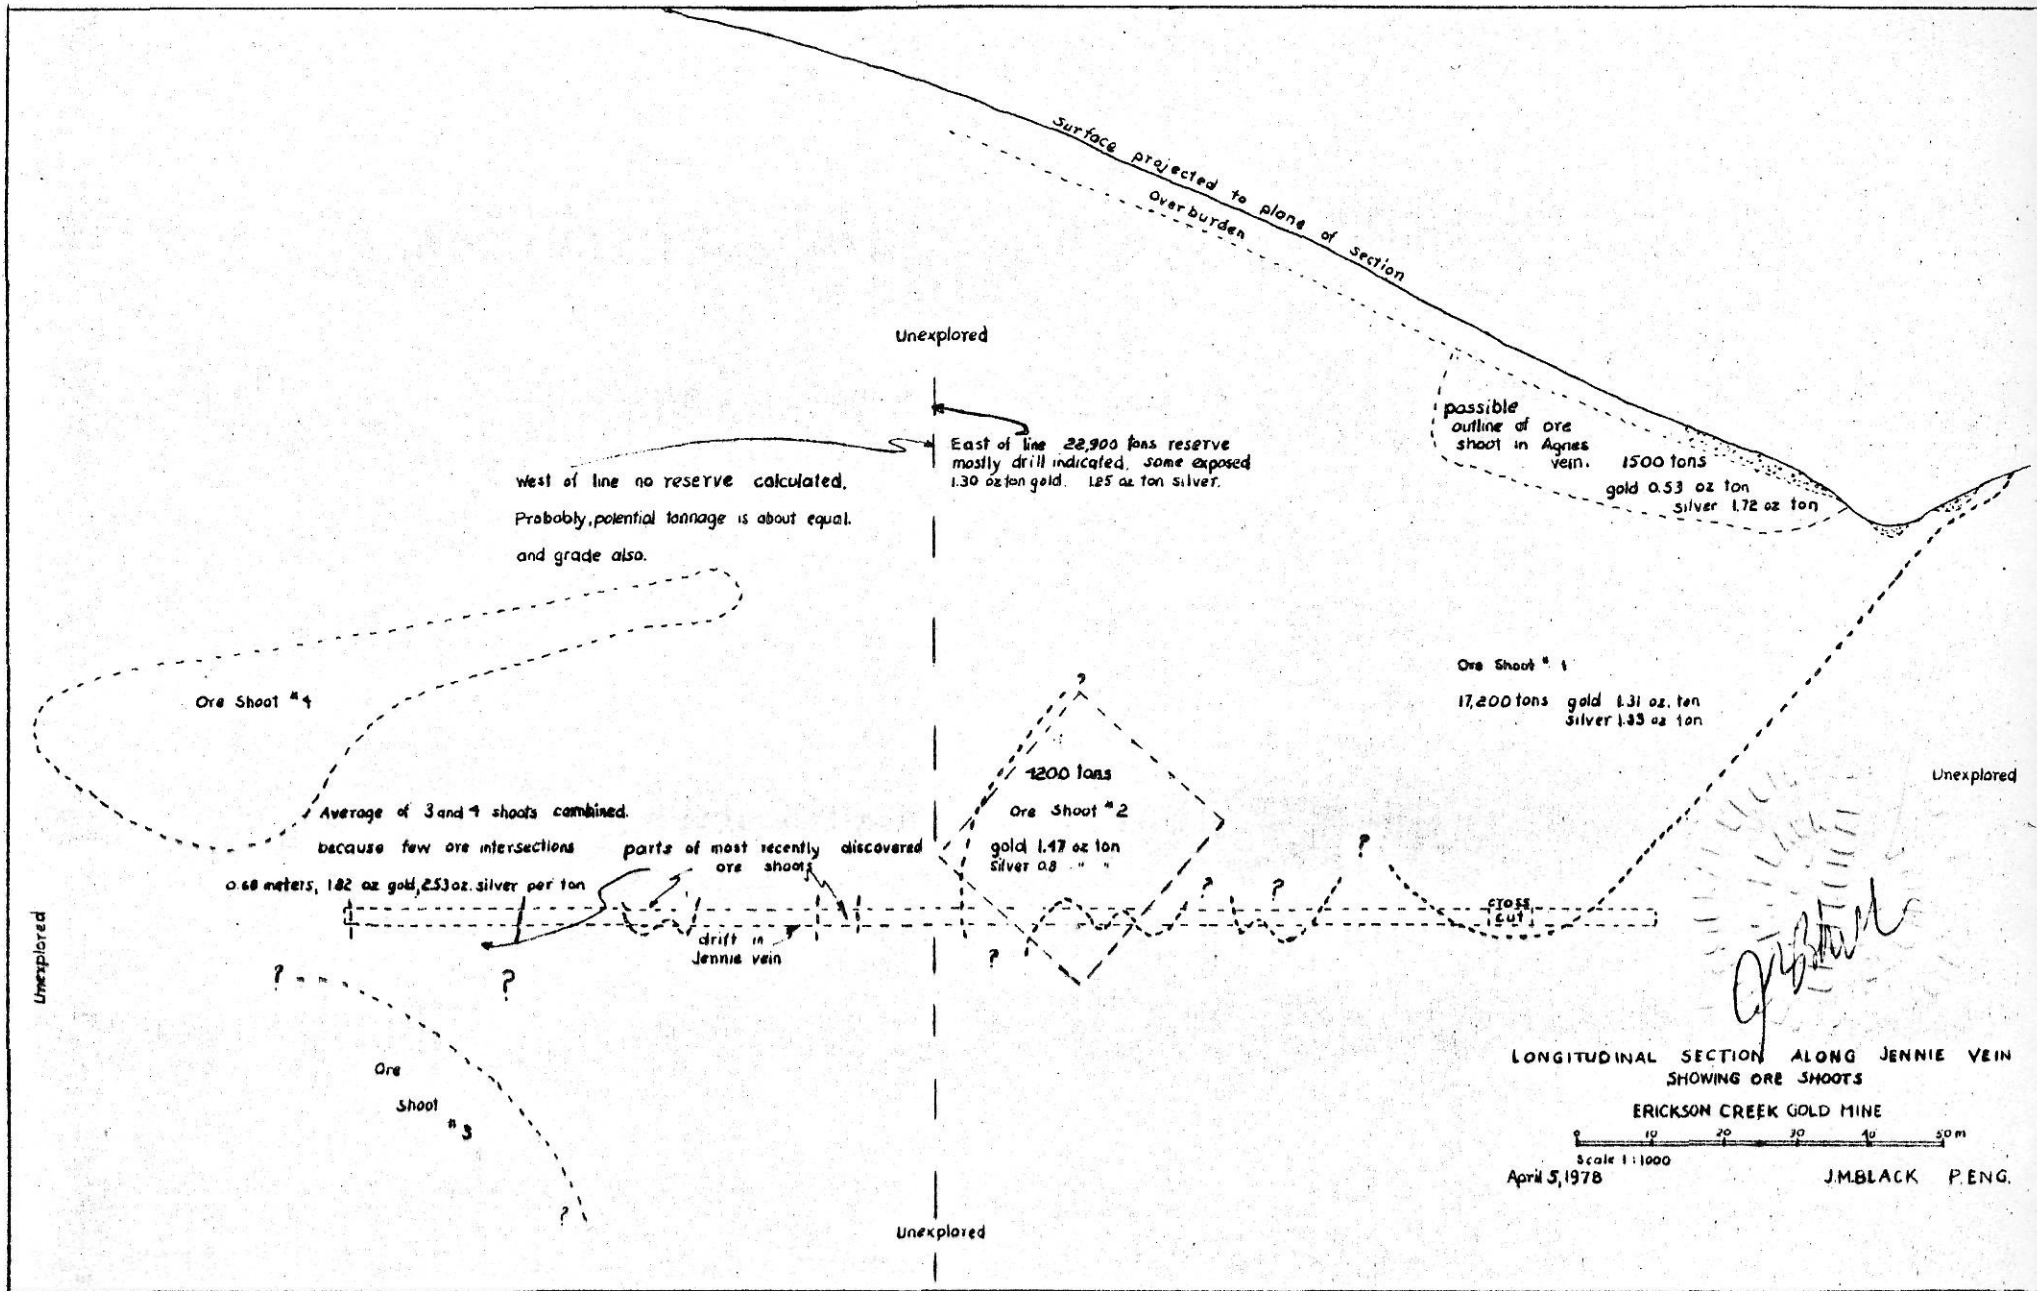 Surface projected to plane of section
Overburden
Unexplored
East of line 22,900 tons reserve
mostly drill indicated, some exposed
1.30 oz ton gold. 1.25 oz ton silver.
West of line no reserve calculated.
Probably, potential tonnage is about equal.
and grade also.
possible
outline of ore
shoot in Agnes
vein. 1500 tons
gold 0.53 oz ton
silver 1.72 oz ton
Ore Shoot #4
Ore Shoot # 1
17,200 tons gold 1.31 oz. ton
silver 1.33 oz ton
?
4200 tons
Ore Shoot #2
gold 1.47 oz ton
Silver 0.8 " "
Unexplored
Average of 3 and 4 shoots combined.
because few ore intersections
0.68 meters, 1.82 oz gold, 2.53 oz. silver per ton
parts of most recently discovered
ore shoots
? ? ?
cross
cut
drift in
Jennie vein
?
Unexplored
? ?
Ore
Shoot
# 3
?
Unexplored
LONGITUDINAL SECTION ALONG JENNIE VEIN
SHOWING ORE SHOOTS
ERICKSON CREEK GOLD MINE
0 10 20 30 40 50 m
Scale 1:1000
April 5, 1978 J.M.BLACK P.ENG.